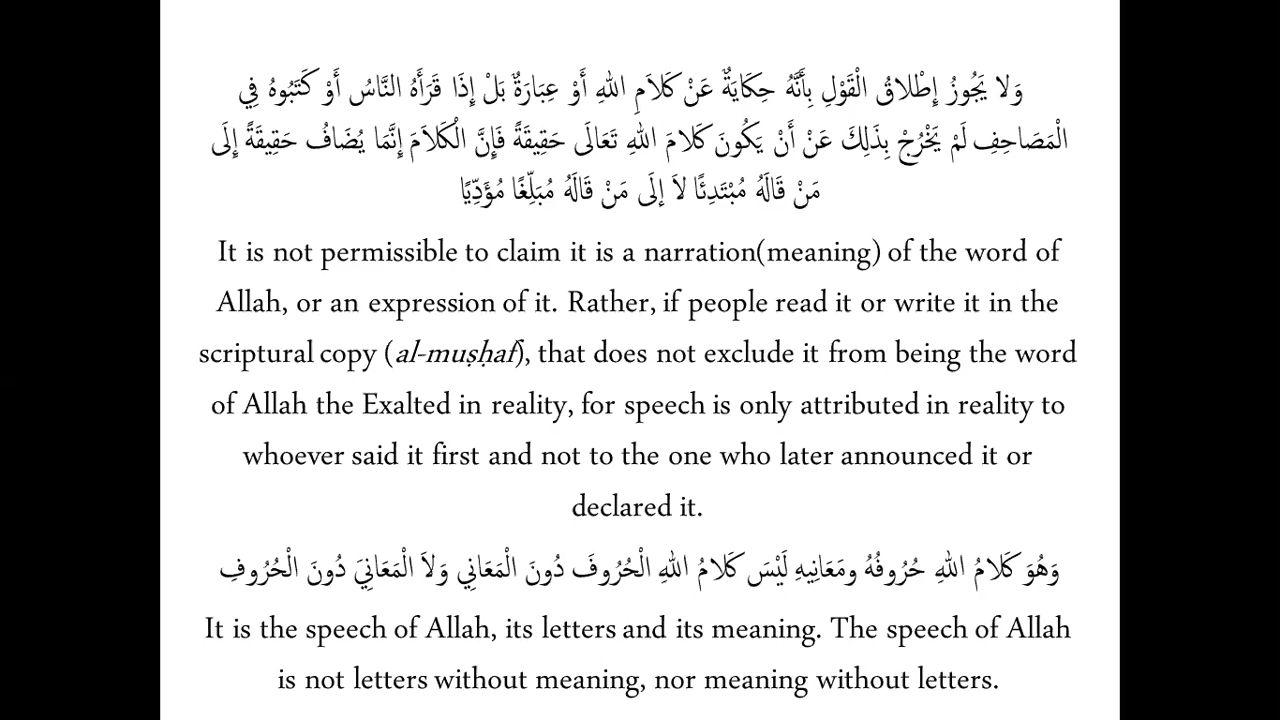 وَلا يَجُوزُ إِطْلاقُ الْقَوْلِ بِأَنَّهُ حِكَايَةٌ عَنْ كَلاَمِ اللهِ أَوْ عِبَارَةٌ بَلْ إِذَا قَرَأَهُ النَّاسُ أَوْ كَتَبُوهُ فِي
الْمَصَاحِفِ لَمْ يَخْرُجْ بِذَلِكَ عَنْ أَنْ يَكُونَ كَلامَ اللهِ تَعَالَى حَقِيقَةً فَإِنَّ الْكَلاَمَ إِنَّمَا يُضَافُ حَقِيقَةً إِلَى
مَنْ قَالَهُ مُبْتَدِئًا لاَ إلَى مَنْ قَالَهُ مُبَلِّغًا مُؤَدِّيًا
It is not permissible to claim it is a narration(meaning) of the word of
Allah, or an expression of it. Rather, if people read it or write it in the
scriptural copy (al-muṣḥaf), that does not exclude it from being the word
of Allah the Exalted in reality, for speech is only attributed in reality to
whoever said it first and not to the one who later announced it or
declared it.
وَهُوَ كَلامُ اللهِ حُرُوفُهُ ومَعَانِيهِ لَيْسَ كَلامُ اللهِ الْحُرُوفَ دُونَ الْمَعَانِي وَلاَ الْمَعَانِيَ دُونَ الْحُرُوفِ
It is the speech of Allah, its letters and its meaning. The speech of Allah
is not letters without meaning, nor meaning without letters.